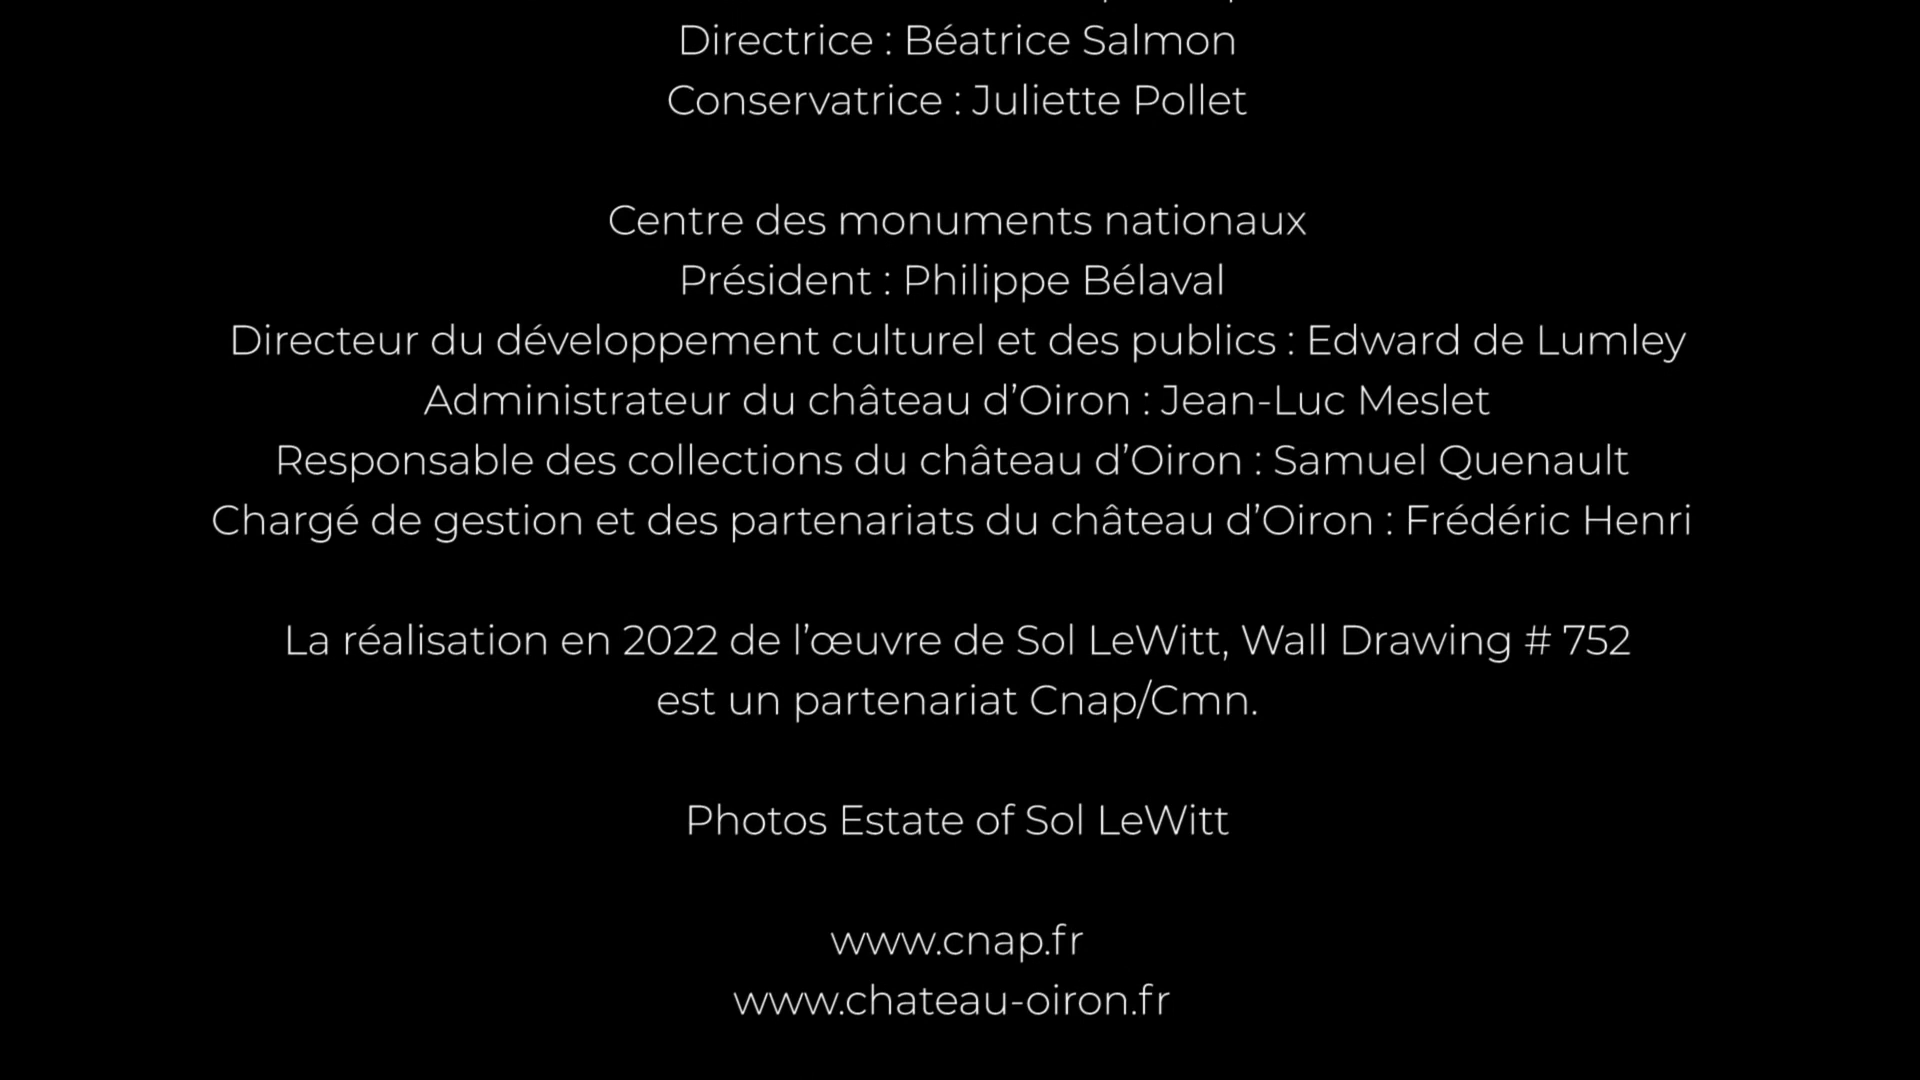 Directrice : Béatrice Salmon
Conservatrice : Juliette Pollet
Centre des monuments nationaux
Président : Philippe Bélaval
Directeur du développement culturel et des publics : Edward de Lumley
Administrateur du château d’Oiron : Jean-Luc Meslet
Responsable des collections du château d’Oiron : Samuel Quenault
Chargé de gestion et des partenariats du château d’Oiron : Frédéric Henri
La réalisation en 2022 de l’œuvre de Sol LeWitt, Wall Drawing # 752
est un partenariat Cnap/Cmn.
Photos Estate of Sol LeWitt
www.cnap.fr
www.chateau-oiron.fr